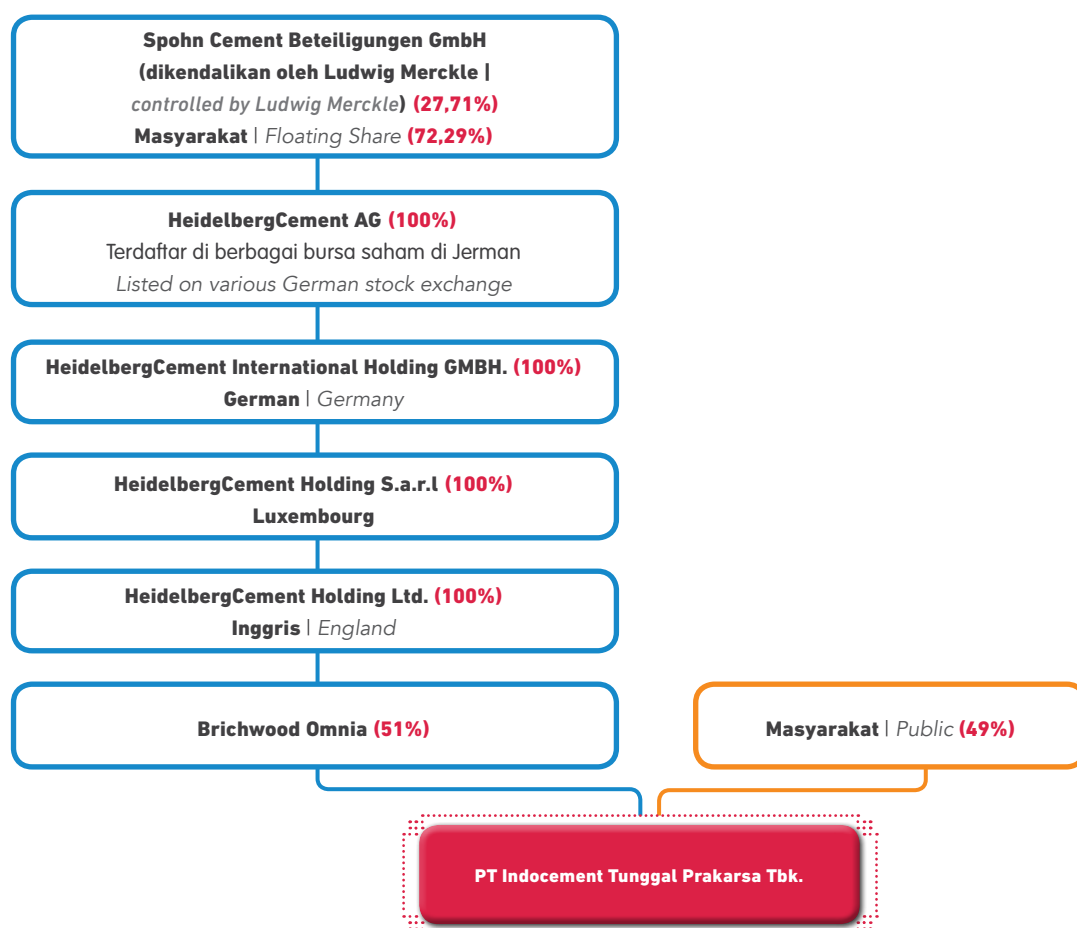 Spohn Cement Beteiligungen GmbH
(dikendalikan oleh Ludwig Merckle |
controlled by Ludwig Merckle) (27,71%)
Masyarakat | Floating Share (72,29%)
HeidelbergCement AG (100%)
Terdaftar di berbagai bursa saham di Jerman
Listed on various German stock exchange
HeidelbergCement International Holding GMBH. (100%)
German | Germany
HeidelbergCement Holding S.a.r.l (100%)
Luxembourg
HeidelbergCement Holding Ltd. (100%)
Inggris | England
Brichwood Omnia (51%)
Masyarakat | Public (49%)
PT Indocement Tunggal Prakarsa Tbk.